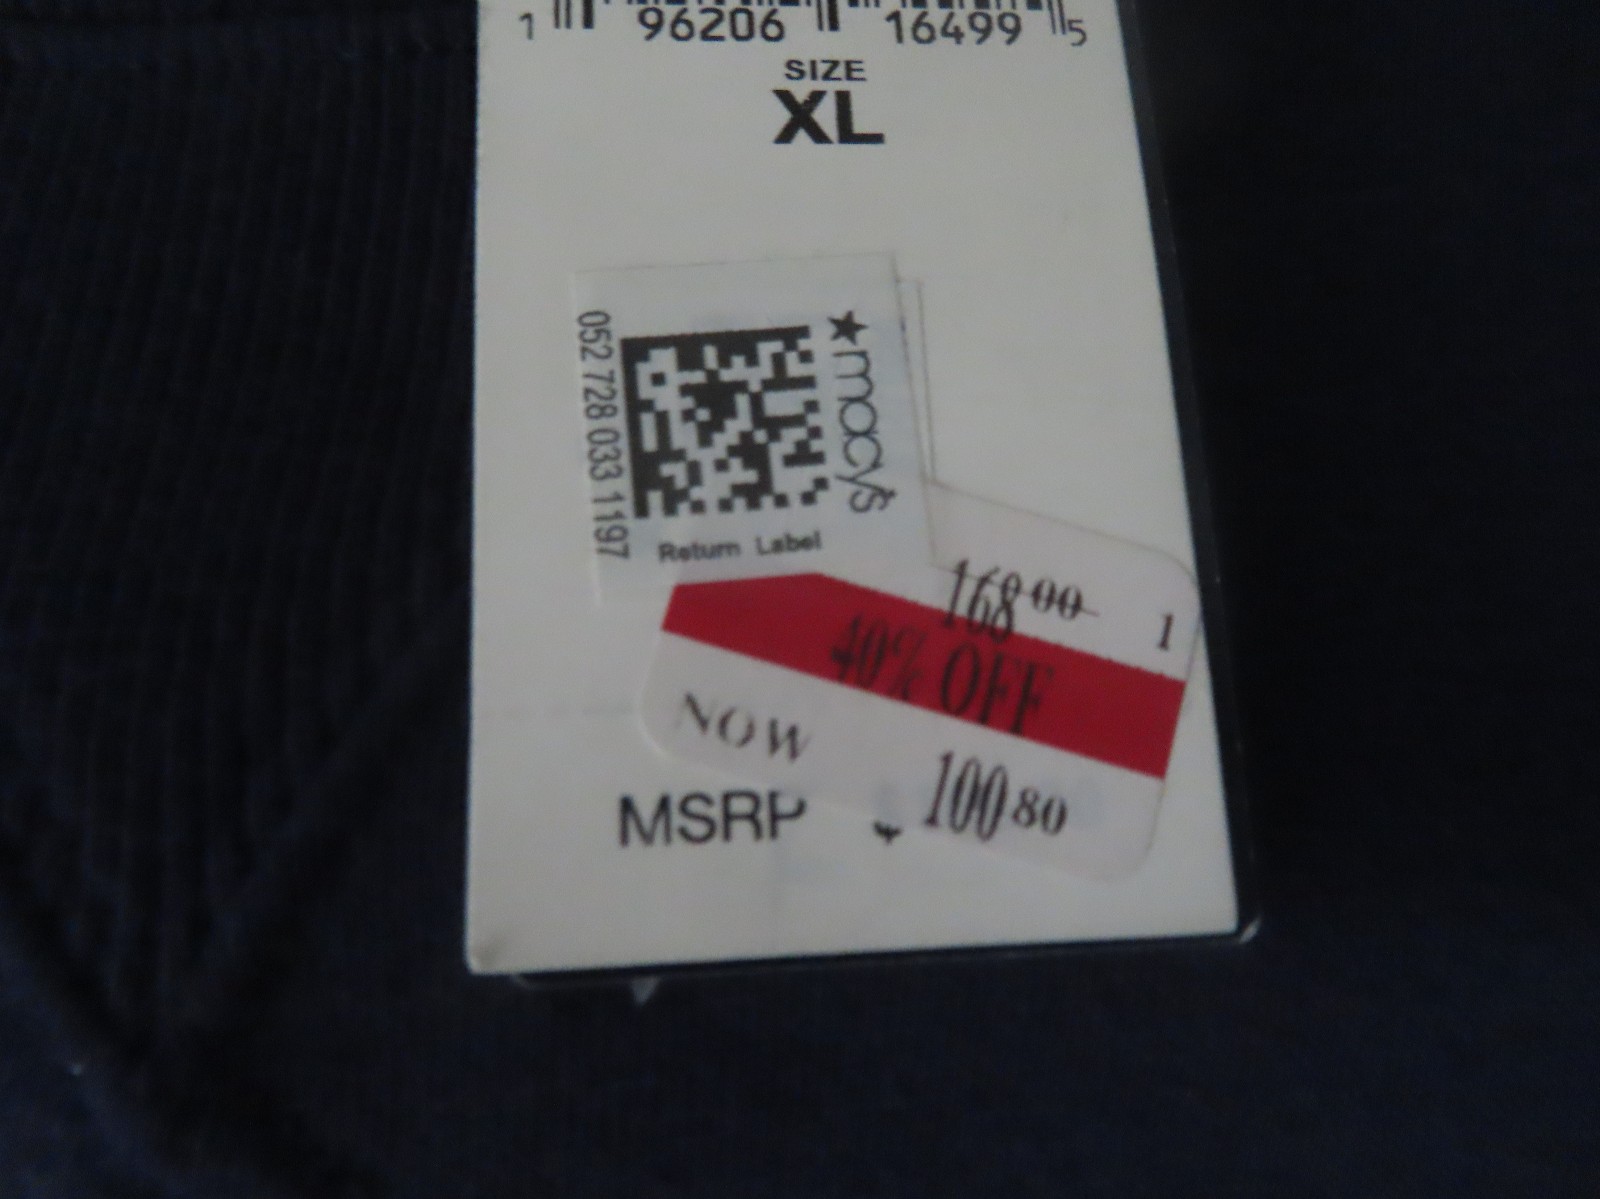 1 96206 16499 5
SIZE
XL
052 728 033 1197
★macy's
Return Label
168 00 1
40% OFF
NOW 100 80
MSRP